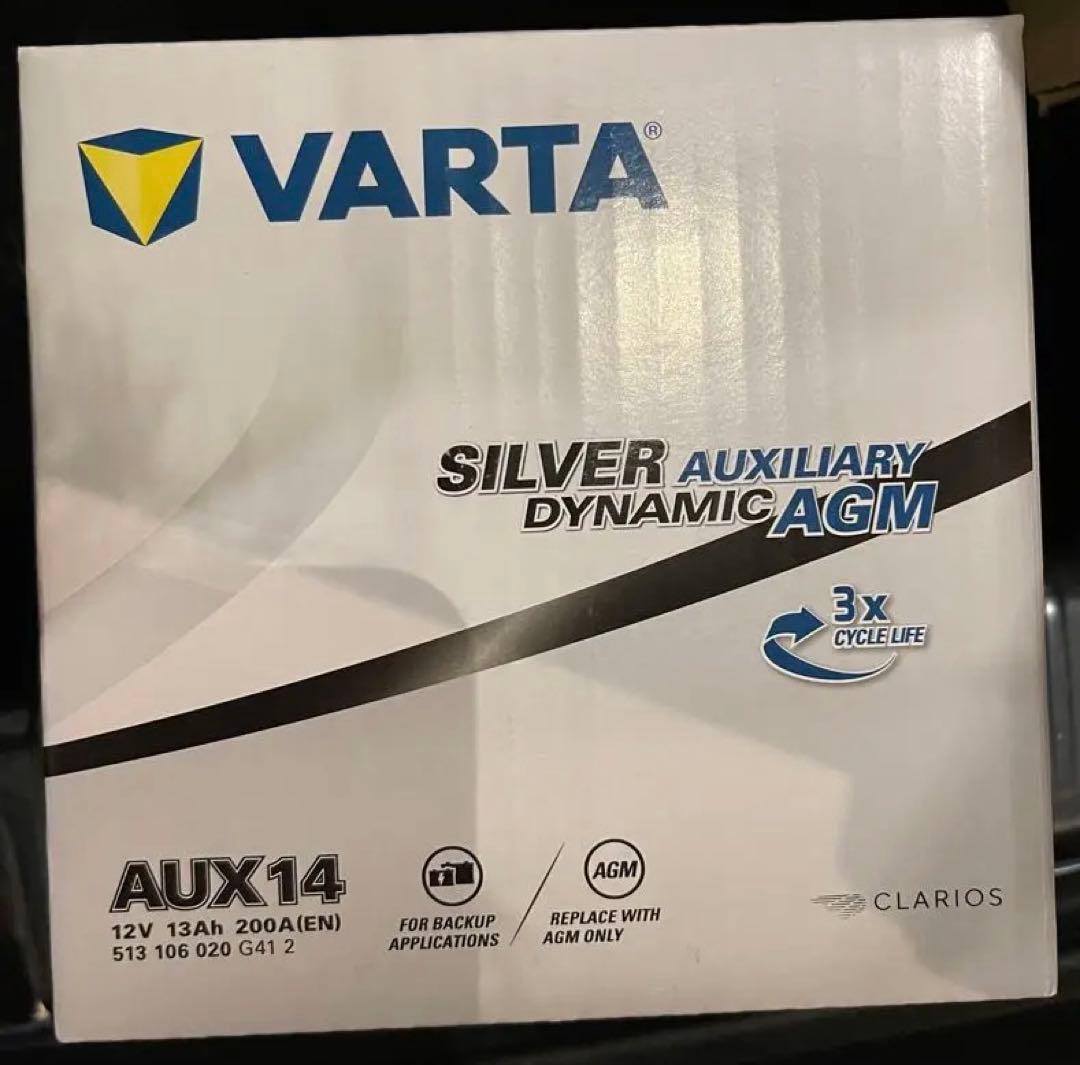 VARTA®
SILVER AUXILIARY
DYNAMIC AGM
3x
CYCLE LIFE
AUX14
12V 13Ah 200A(EN)
513 106 020 G41 2
FOR BACKUP
APPLICATIONS
AGM
REPLACE WITH
AGM ONLY
CLARIOS